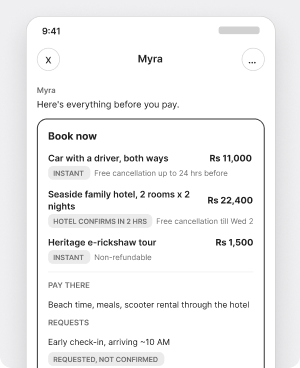 9:41
X
Myra
...
Myra
Here's everything before you pay.
Book now
Car with a driver, both ways Rs 11,000
INSTANT Free cancellation up to 24 hrs before
Seaside family hotel, 2 rooms x 2
nights Rs 22,400
HOTEL CONFIRMS IN 2 HRS Free cancellation till Wed 2
Heritage e-rickshaw tour Rs 1,500
INSTANT Non-refundable
PAY THERE
Beach time, meals, scooter rental through the hotel
REQUESTS
Early check-in, arriving ~10 AM
REQUESTED, NOT CONFIRMED